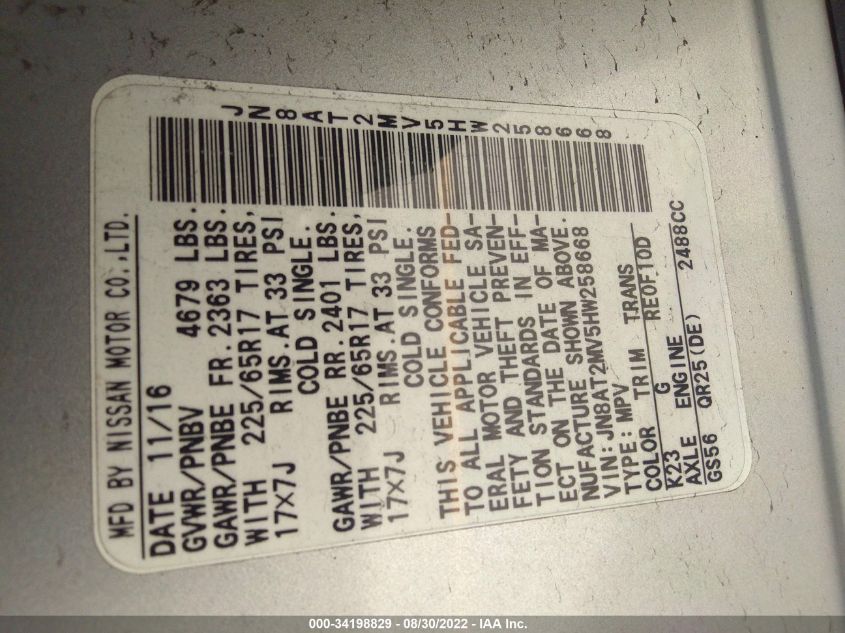 JN8AT2MV5HW258668
MFD BY NISSAN MOTOR CO.,LTD.
DATE 11/16
GVWR/PNBV 4679 LBS.
GAWR/PNBE FR. 2363 LBS.
WITH 225/65R17 TIRES,
17X7J RIMS.AT 33 PSI
COLD SINGLE.
GAWR/PNBE RR. 2401 LBS.
WITH 225/65R17 TIRES,
17X7J RIMS.AT 33 PSI
COLD SINGLE.
THIS VEHICLE CONFORMS
TO ALL APPLICABLE FED-
ERAL MOTOR VEHICLE SA-
FETY AND THEFT PREVEN-
TION STANDARDS IN EFF-
ECT ON THE DATE OF MA-
NUFACTURE SHOWN ABOVE.
VIN:JN8AT2MV5HW258668
TYPE:MPV
COLOR TRIM TRANS
K23 G RE0F10D
AXLE ENGINE
GS56 QR25(DE) 2488CC
000-34198829 - 08/30/2022 - IAA Inc.